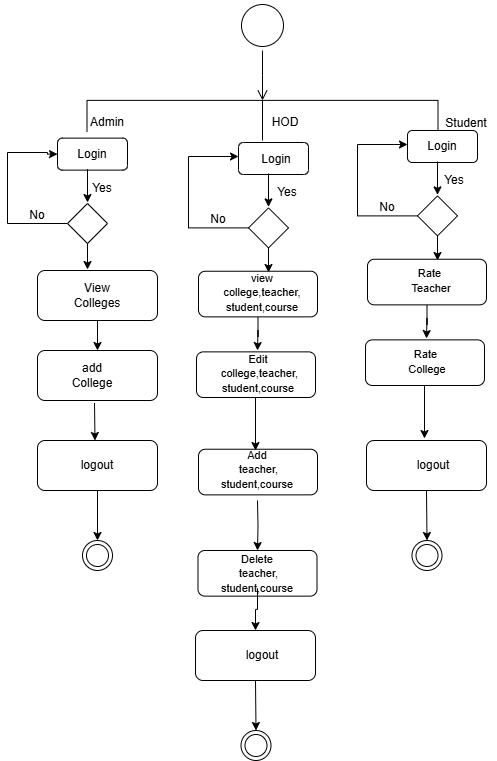 Admin
HOD
Student
Login
Login
Login
Yes
Yes
Yes
No
No
No
View
Colleges
view
college,teacher,
student,course
Rate
Teacher
add
College
Edit
college,teacher,
student,course
Rate
College
logout
Add
teacher,
student,course
logout
Delete
teacher,
student,course
logout